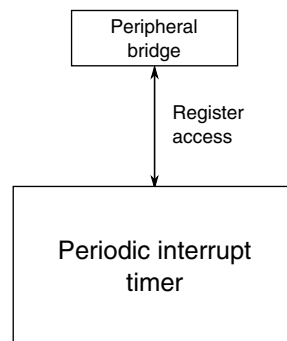 Peripheral
bridge
Register
access
Periodic interrupt
timer